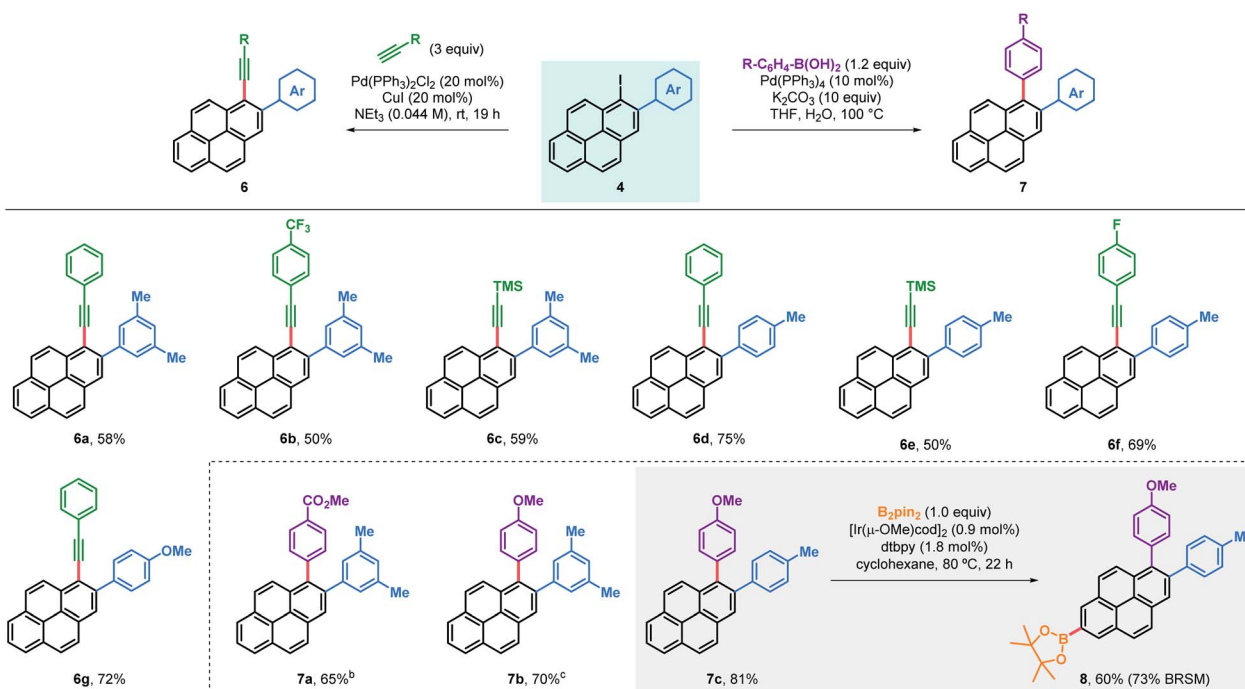 R
(3 equiv)
Pd(PPh3)2Cl2 (20 mol%)
CuI (20 mol%)
NEt3 (0.044 M), rt, 19 h
R
Ar
6
I
Ar
4
R-C6H4-B(OH)2 (1.2 equiv)
Pd(PPh3)4 (10 mol%)
K2CO3 (10 equiv)
THF, H2O, 100 °C
R
Ar
7
Me
Me
6a, 58%
CF3
Me
Me
6b, 50%
TMS
Me
Me
6c, 59%
Me
6d, 75%
TMS
Me
6e, 50%
F
Me
6f, 69%
OMe
6g, 72%
CO2Me
Me
Me
7a, 65%b
OMe
Me
Me
7b, 70%c
OMe
Me
7c, 81%
B2pin2 (1.0 equiv)
[Ir(μ-OMe)cod]2 (0.9 mol%)
dtbpy (1.8 mol%)
cyclohexane, 80 ºC, 22 h
OMe
Me
O
B
O
8, 60% (73% BRSM)